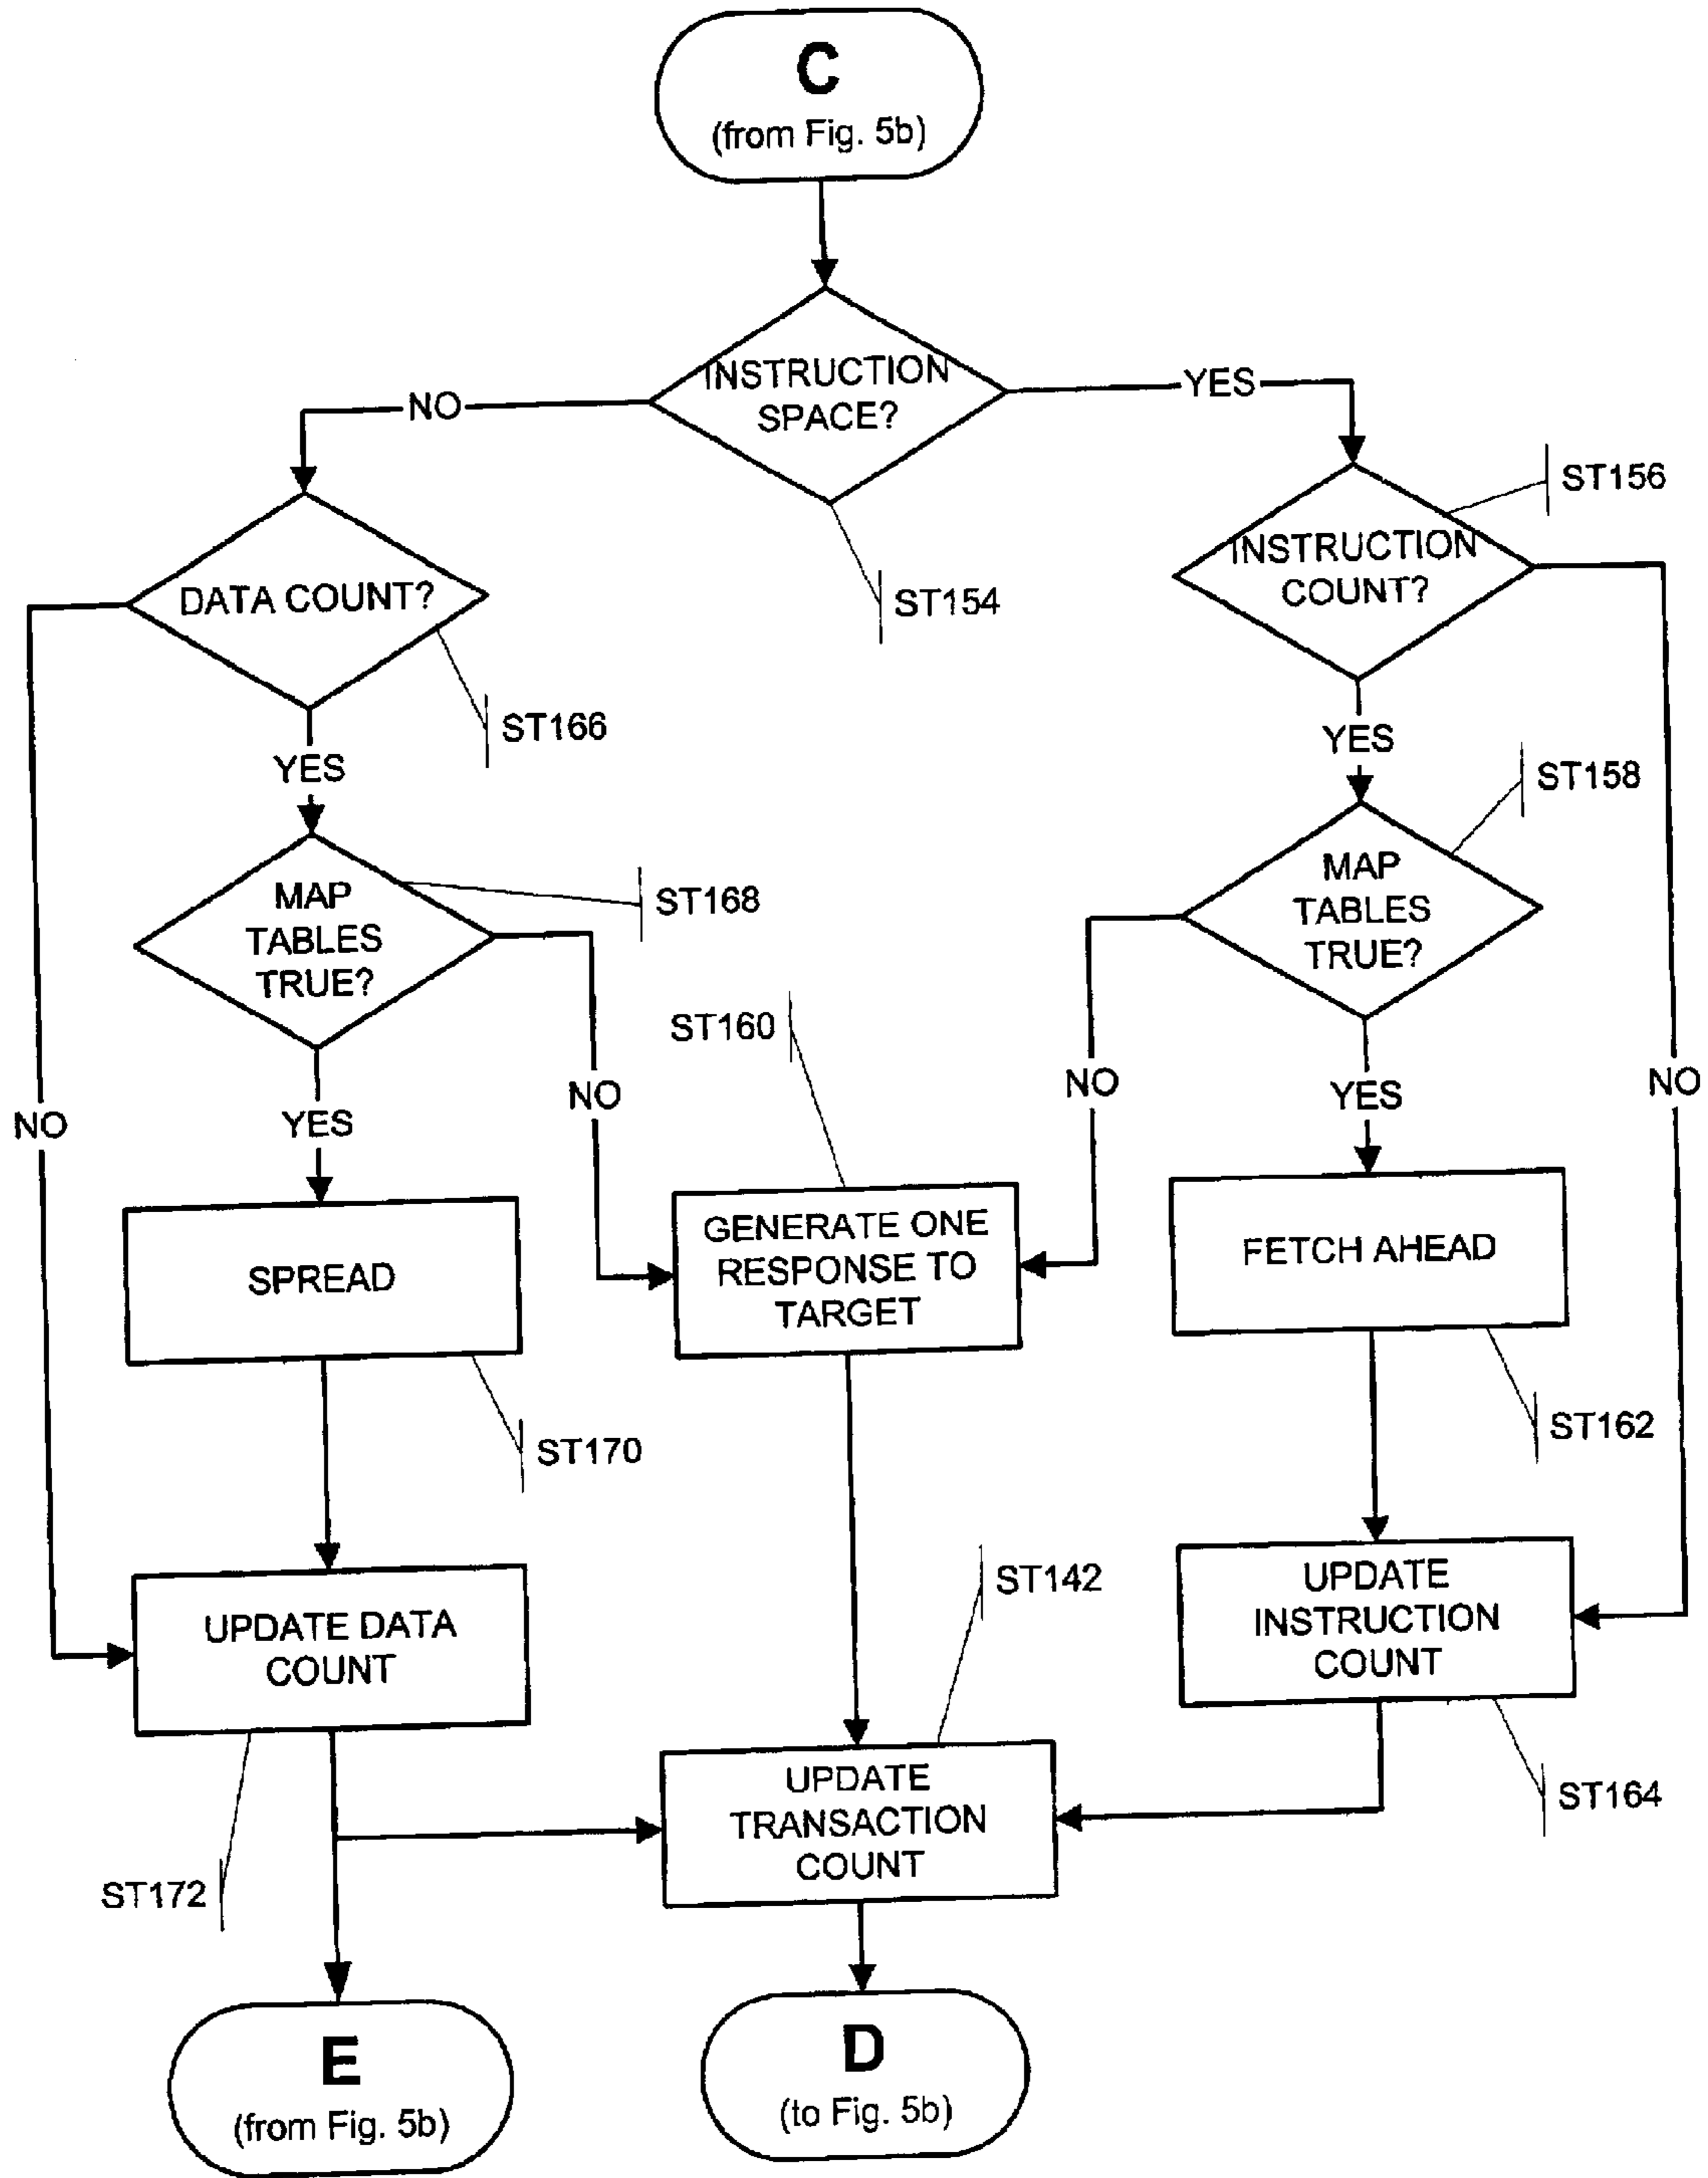 C
(from Fig. 5b)
INSTRUCTION
SPACE?
NO
YES
ST156
INSTRUCTION
COUNT?
DATA COUNT?
ST154
ST166
YES
YES
ST158
MAP
TABLES
TRUE?
ST168
MAP
TABLES
TRUE?
ST160
NO
NO
NO
YES
NO
YES
GENERATE ONE
RESPONSE TO
TARGET
FETCH AHEAD
SPREAD
ST162
ST170
UPDATE
INSTRUCTION
COUNT
ST142
UPDATE DATA
COUNT
UPDATE
TRANSACTION
COUNT
ST164
ST172
E
(from Fig. 5b)
D
(to Fig. 5b)